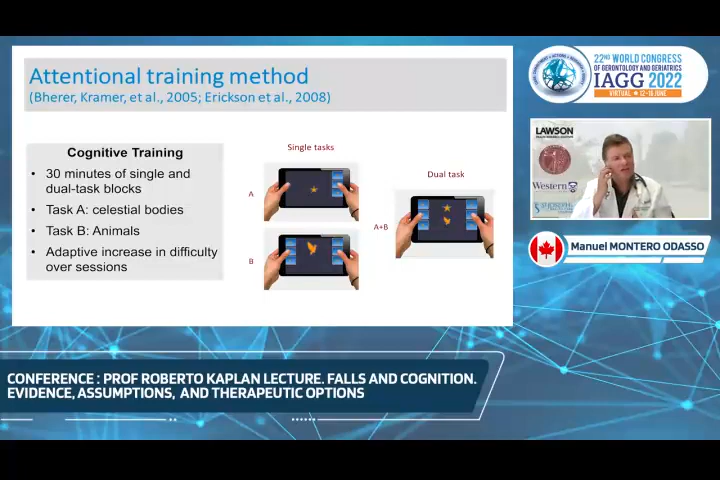 Attentional training method
(Bherer, Kramer, et al., 2005; Erickson et al., 2008)
Cognitive Training
• 30 minutes of single and
dual-task blocks
• Task A: celestial bodies
• Task B: Animals
• Adaptive increase in difficulty
over sessions
Single tasks
A
B
Dual task
A+B
22ND WORLD CONGRESS
OF GERONTOLOGY AND GERIATRICS
IAGG 2022
VIRTUAL • 12-16 JUNE
LAWSON
Western
Manuel MONTERO ODASSO
CONFERENCE : PROF ROBERTO KAPLAN LECTURE. FALLS AND COGNITION.
EVIDENCE, ASSUMPTIONS, AND THERAPEUTIC OPTIONS